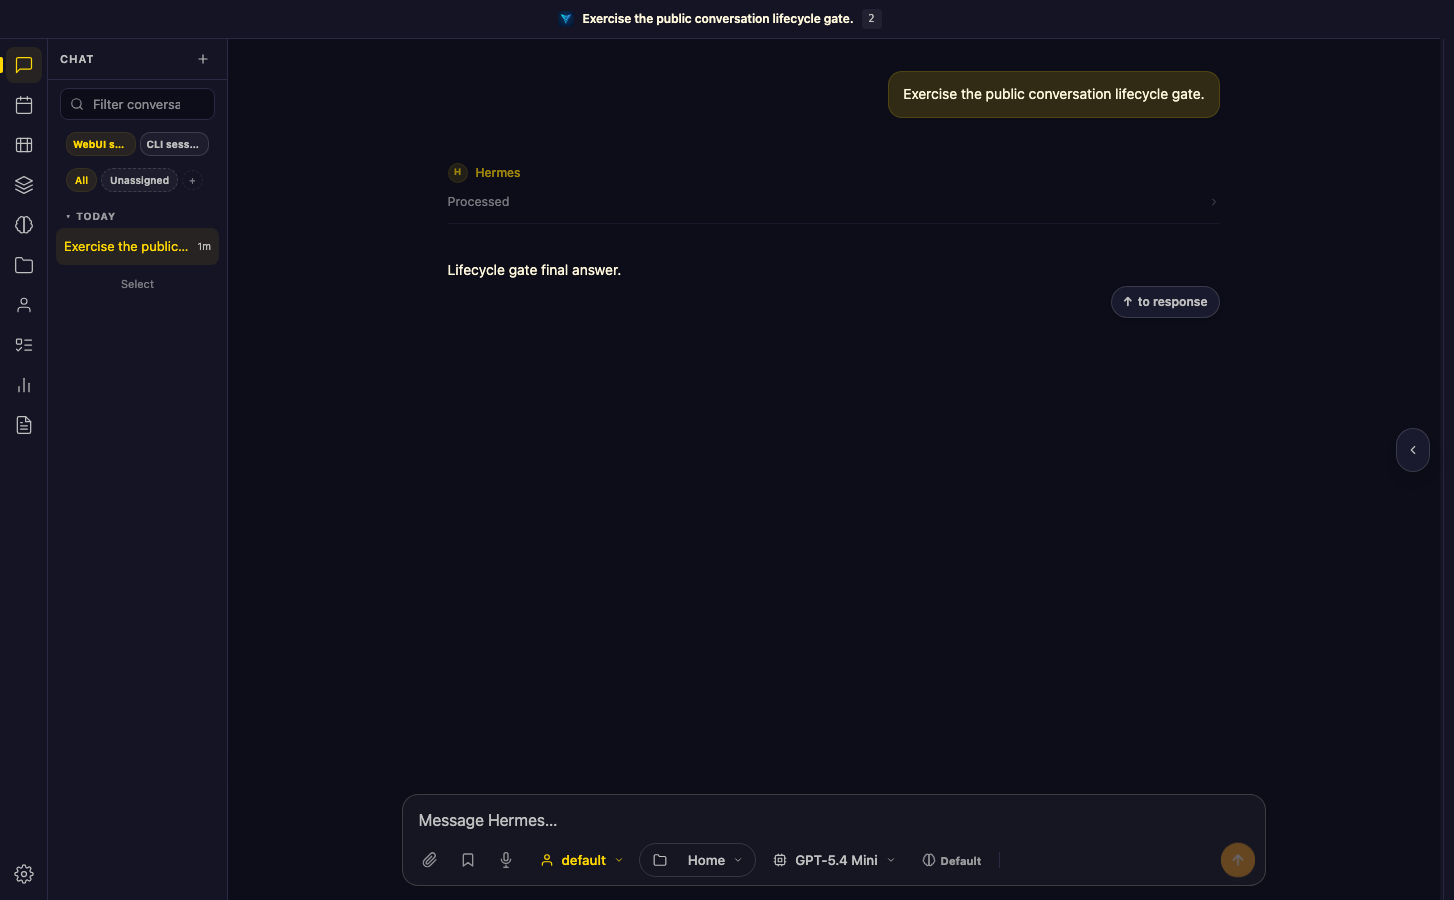 Exercise the public conversation lifecycle gate. 2
CHAT
Filter conversa
WebUI s... CLI sess...
All Unassigned +
TODAY
Exercise the public... 1m
Select
Exercise the public conversation lifecycle gate.
H Hermes
Processed
Lifecycle gate final answer.
↑ to response
Message Hermes...
default Home GPT-5.4 Mini Default